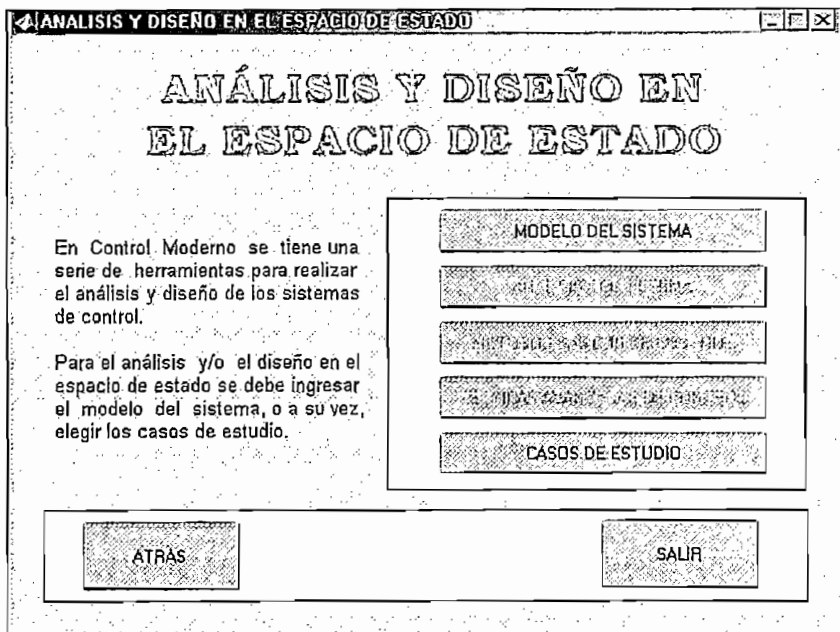 ANALISIS Y DISEÑO EN EL ESPACIO DE ESTADO
ANÁLISIS Y DISEÑO EN
EL ESPACIO DE ESTADO
En Control Moderno se tiene una
serie de herramientas para realizar
el análisis y diseño de los sistemas
de control.
Para el análisis y/o el diseño en el
espacio de estado se debe ingresar
el modelo del sistema, o a su vez,
elegir los casos de estudio.
MODELO DEL SISTEMA
CASOS DE ESTUDIO
ATRÁS
SALIR